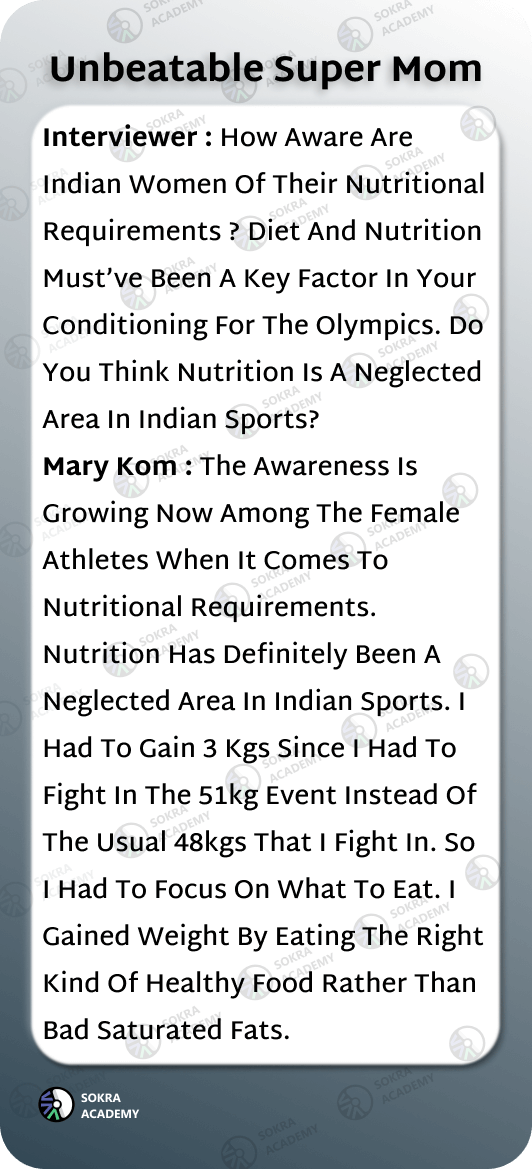 Unbeatable Super Mom
Interviewer : How Aware Are
Indian Women Of Their Nutritional
Requirements ? Diet And Nutrition
Must’ve Been A Key Factor In Your
Conditioning For The Olympics. Do
You Think Nutrition Is A Neglected
Area In Indian Sports?
Mary Kom : The Awareness Is
Growing Now Among The Female
Athletes When It Comes To
Nutritional Requirements.
Nutrition Has Definitely Been A
Neglected Area In Indian Sports. I
Had To Gain 3 Kgs Since I Had To
Fight In The 51kg Event Instead Of
The Usual 48kgs That I Fight In. So
I Had To Focus On What To Eat. I
Gained Weight By Eating The Right
Kind Of Healthy Food Rather Than
Bad Saturated Fats.
SOKRA
ACADEMY